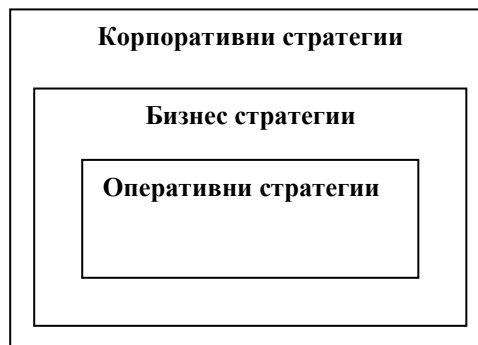 Корпоративни стратегии
Бизнес стратегии
Оперативни стратегии